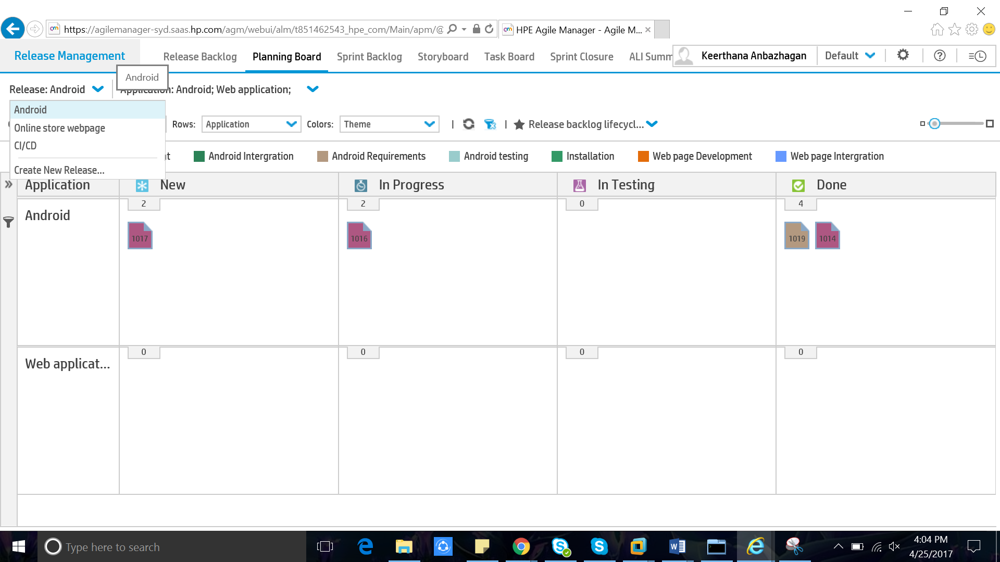 https://agilemanager-syd.saas.hp.com/agm/webui/alm/t851462543_hpe_com/Main/apm/@
HPE Agile Manager - Agile M...
Release Management
Release Backlog
Planning Board
Sprint Backlog
Storyboard
Task Board
Sprint Closure
ALI Summ
Keerthana Anbazhagan
Default
Android
Release: Android
Application: Android; Web application;
Android
Online store webpage
CI/CD
Create New Release...
Rows:
Application
Colors:
Theme
Release backlog lifecycl...
Android Intergration
Android Requirements
Android testing
Installation
Web page Development
Web page Intergration
Application
New
In Progress
In Testing
Done
Android
2
2
0
4
1017
1016
1019
1014
Web applicat...
0
0
0
0
Type here to search
4:04 PM
4/25/2017